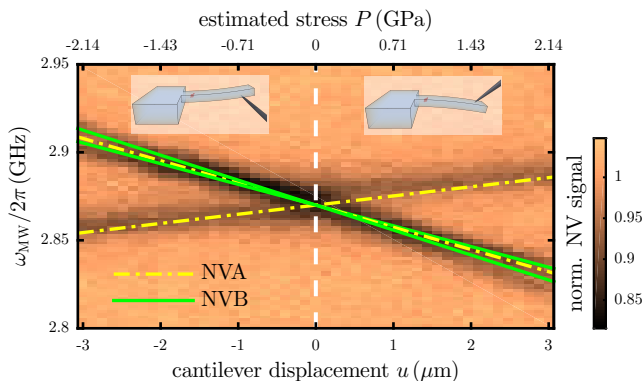 estimated stress P (GPa)
-2.14 -1.43 -0.71 0 0.71 1.43 2.14
2.95
2.9
2.85
2.8
ω_MW/2π (GHz)
NVA
NVB
-3 -2 -1 0 1 2 3
cantilever displacement u (μm)
1
0.95
0.9
0.85
norm. NV signal